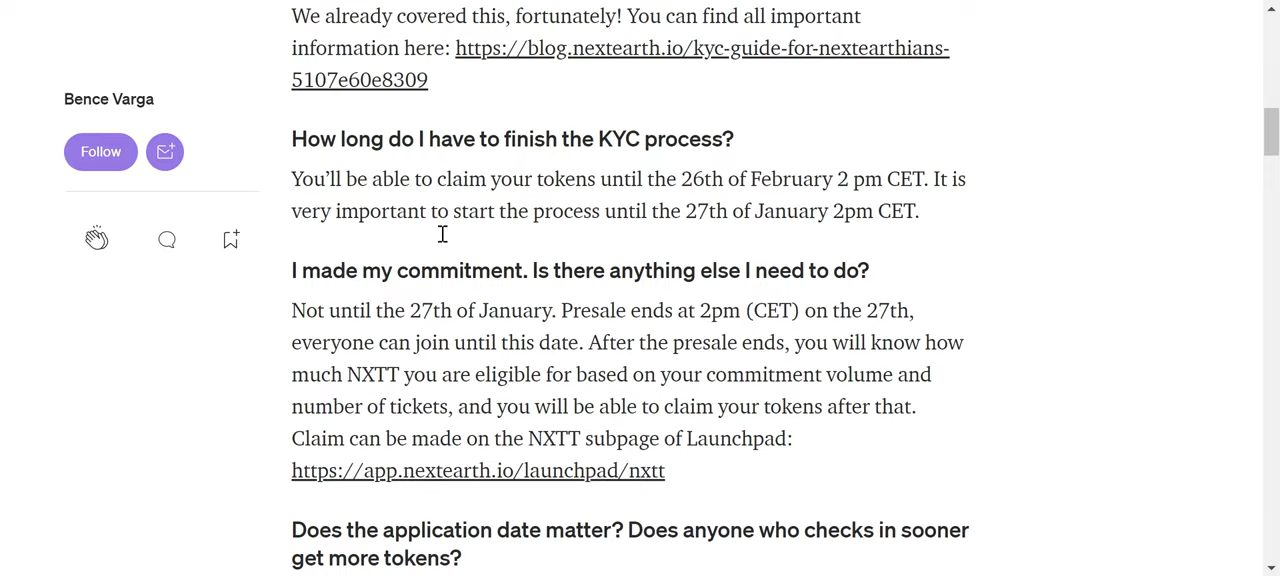 We already covered this, fortunately! You can find all important
information here: https://blog.nextearth.io/kyc-guide-for-nextearthians-
5107e60e8309
Bence Varga
Follow
How long do I have to finish the KYC process?
You’ll be able to claim your tokens until the 26th of February 2 pm CET. It is
very important to start the process until the 27th of January 2pm CET.
I made my commitment. Is there anything else I need to do?
Not until the 27th of January. Presale ends at 2pm (CET) on the 27th,
everyone can join until this date. After the presale ends, you will know how
much NXTT you are eligible for based on your commitment volume and
number of tickets, and you will be able to claim your tokens after that.
Claim can be made on the NXTT subpage of Launchpad:
https://app.nextearth.io/launchpad/nxtt
Does the application date matter? Does anyone who checks in sooner
get more tokens?